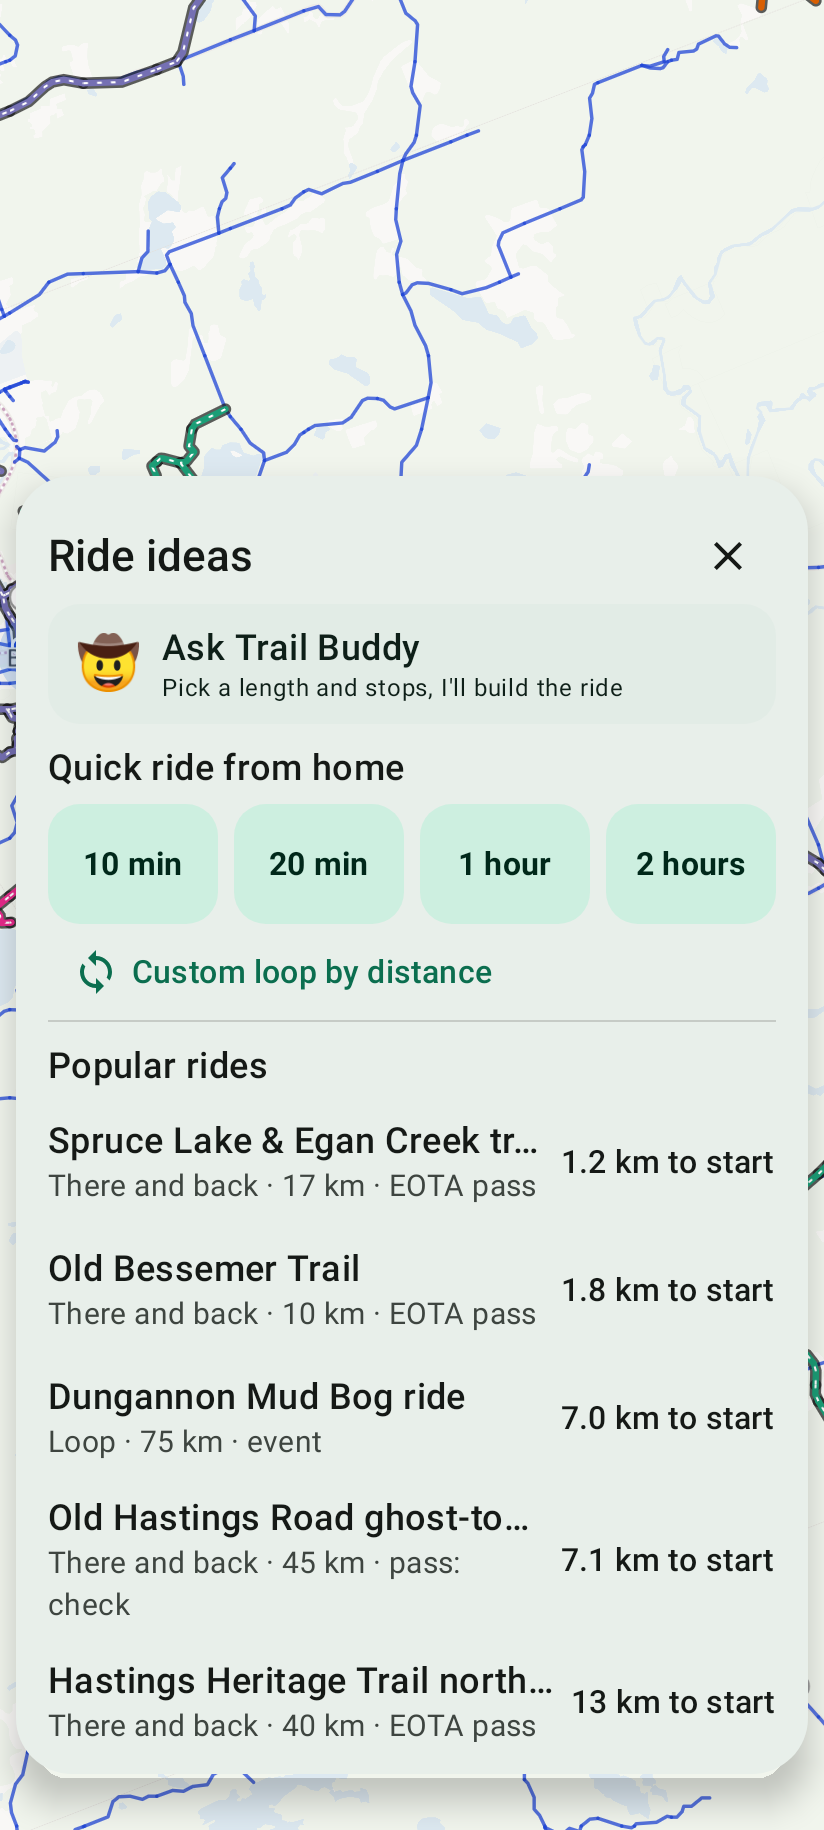 Ride ideas
Ask Trail Buddy
Pick a length and stops, I'll build the ride
Quick ride from home
10 min
20 min
1 hour
2 hours
Custom loop by distance
Popular rides
Spruce Lake & Egan Creek tr...
There and back · 17 km · EOTA pass
1.2 km to start
Old Bessemer Trail
There and back · 10 km · EOTA pass
1.8 km to start
Dungannon Mud Bog ride
Loop · 75 km · event
7.0 km to start
Old Hastings Road ghost-to...
There and back · 45 km · pass:
check
7.1 km to start
Hastings Heritage Trail north...
There and back · 40 km · EOTA pass
13 km to start